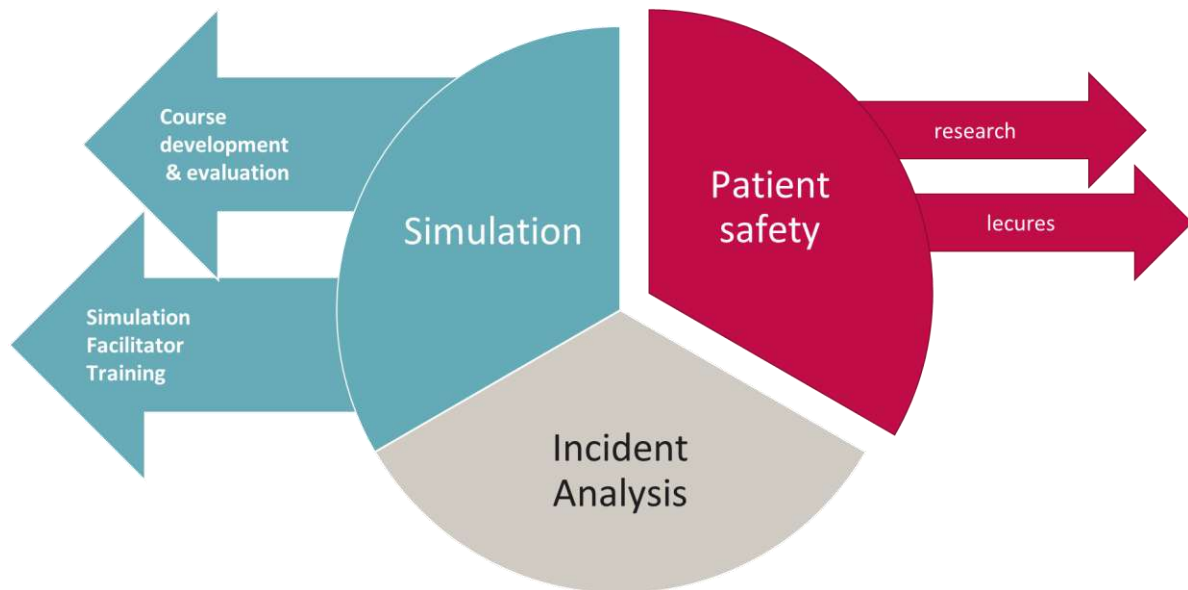 Course
development
& evaluation
Simulation
Facilitator
Training
Simulation
Patient
safety
research
lecures
Incident
Analysis